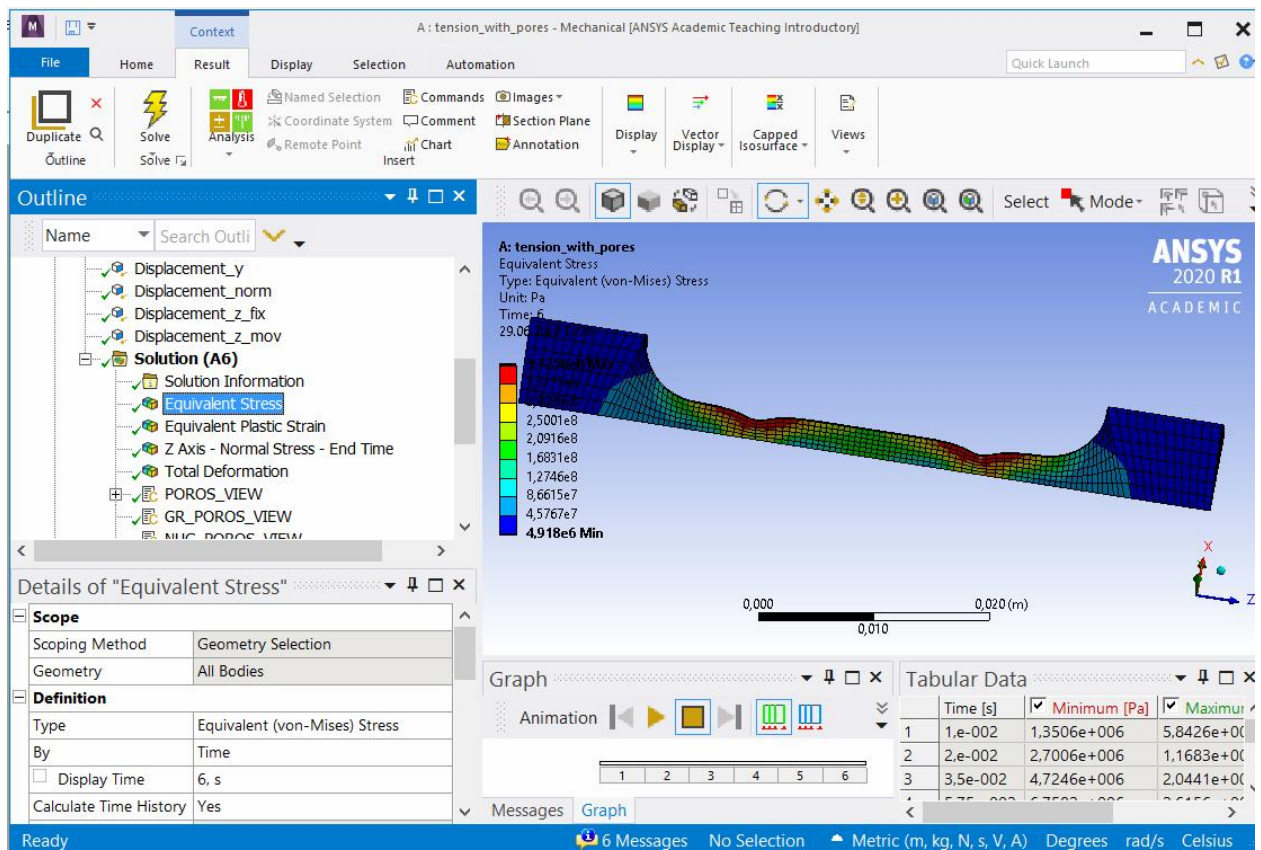 M
Context
A : tension_with_pores - Mechanical [ANSYS Academic Teaching Introductory]
File Home Result Display Selection Automation
Quick Launch
Duplicate
Outline
Solve
Solve
Analysis
Named Selection
Coordinate System
Remote Point
Commands
Comment
Chart
Insert
Images
Section Plane
Annotation
Display
Vector Display
Capped Isosurface
Views
Outline
Name
Search Outli
Displacement_y
Displacement_norm
Displacement_z_fix
Displacement_z_mov
Solution (A6)
Solution Information
Equivalent Stress
Equivalent Plastic Strain
Z Axis - Normal Stress - End Time
Total Deformation
POROS_VIEW
GR_POROS_VIEW
Details of "Equivalent Stress"
Scope
Scoping Method Geometry Selection
Geometry All Bodies
Definition
Type Equivalent (von-Mises) Stress
By Time
Display Time 6, s
Calculate Time History Yes
Select Mode
A: tension_with_pores
Equivalent Stress
Type: Equivalent (von-Mises) Stress
Unit: Pa
Time: 6
29.06
2,5001e8
2,0916e8
1,6831e8
1,2746e8
8,6615e7
4,5767e7
4,918e6 Min
ANSYS
2020 R1
ACADEMIC
X
Z
0,000 0,020 (m)
0,010
Graph
Animation
1 2 3 4 5 6
Messages Graph
Tabular Data
Time [s] Minimum [Pa] Maximur
1 1,e-002 1,3506e+006 5,8426e+00
2 2,e-002 2,7006e+006 1,1683e+00
3 3,5e-002 4,7246e+006 2,0441e+00
Ready
6 Messages No Selection Metric (m, kg, N, s, V, A) Degrees rad/s Celsius